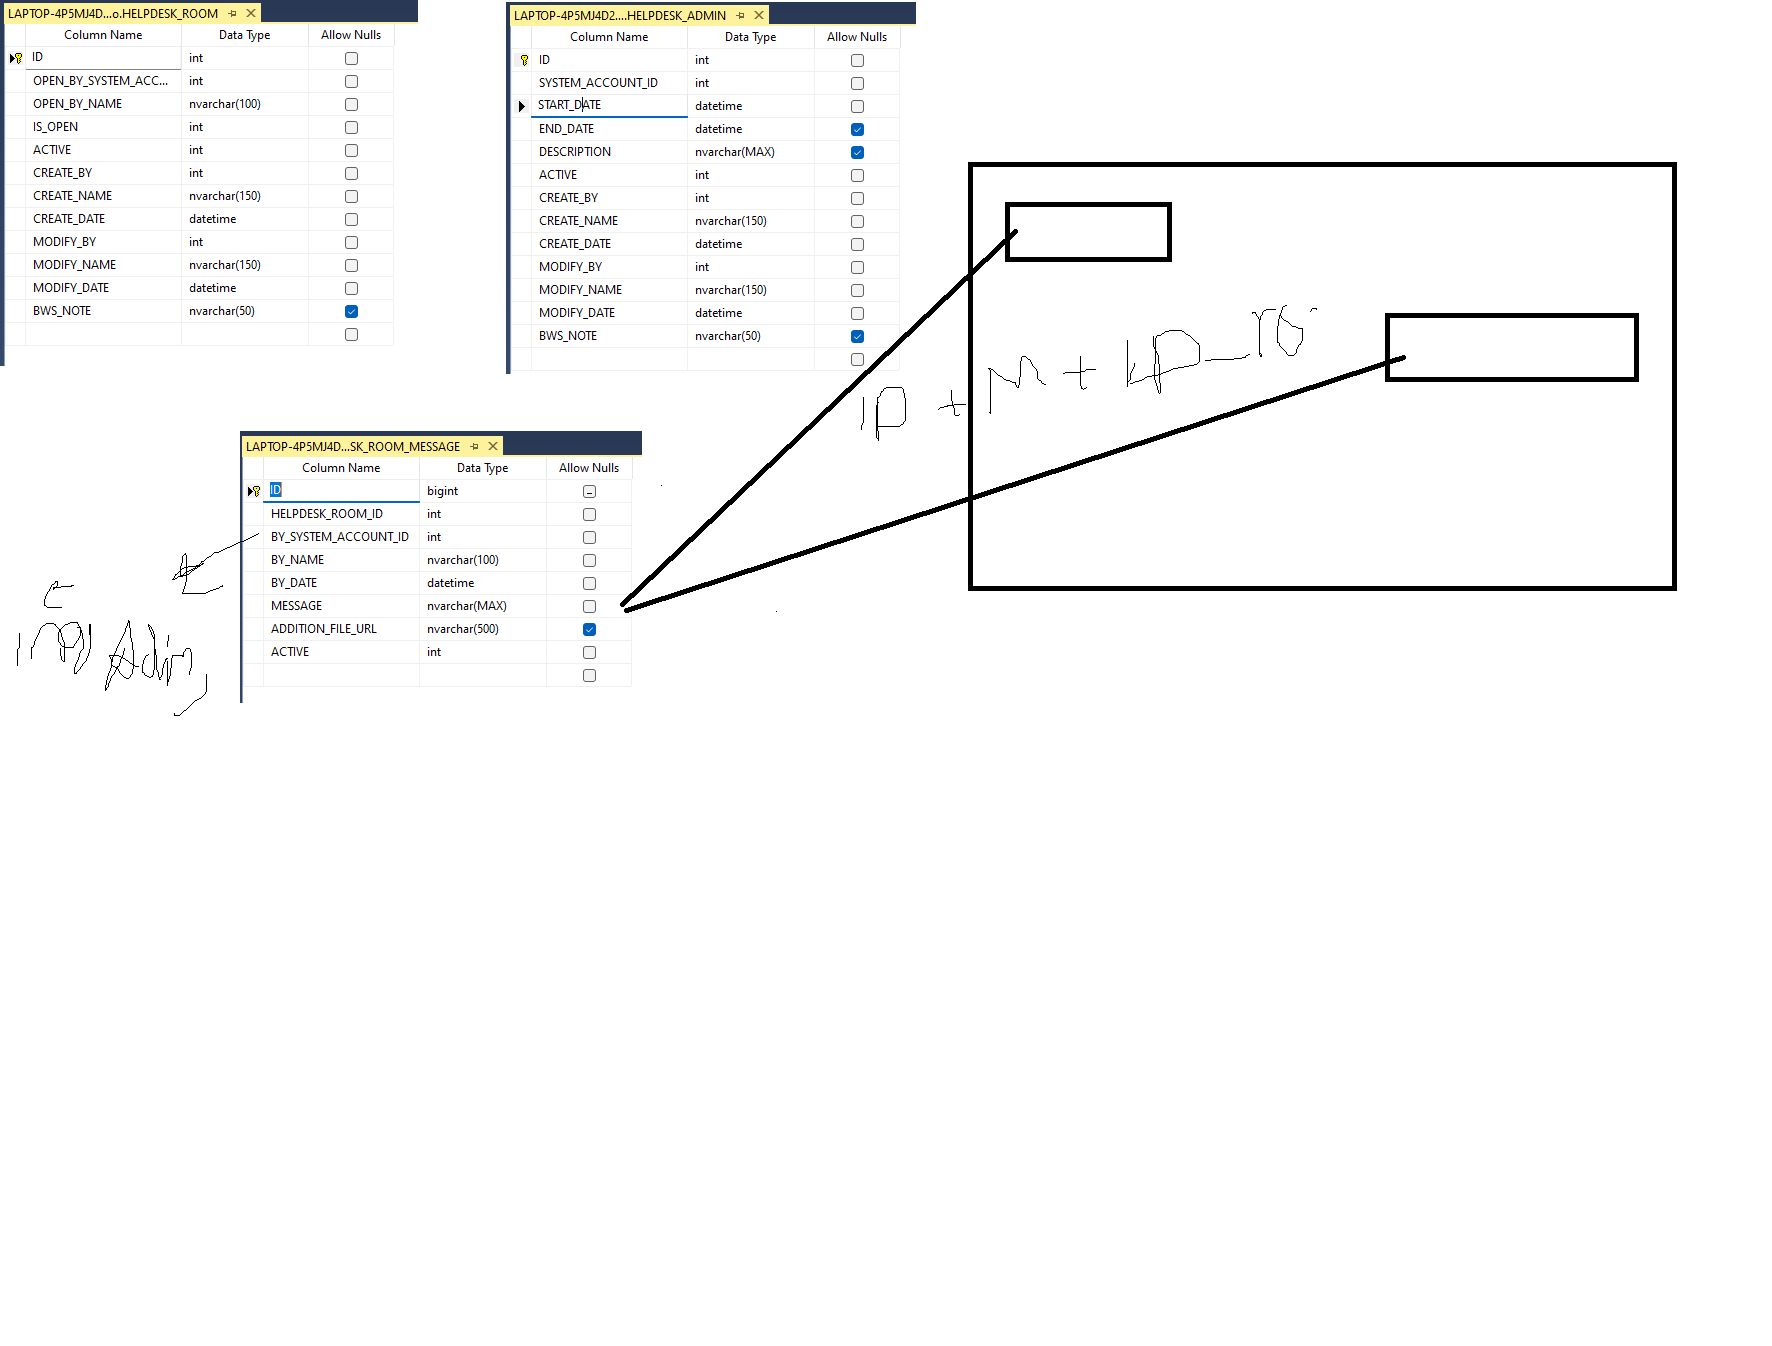 LAPTOP-4P5MJ4D...o.HELPDESK_ROOM
Column Name Data Type Allow Nulls
ID int
OPEN_BY_SYSTEM_ACC... int
OPEN_BY_NAME nvarchar(100)
IS_OPEN int
ACTIVE int
CREATE_BY int
CREATE_NAME nvarchar(150)
CREATE_DATE datetime
MODIFY_BY int
MODIFY_NAME nvarchar(150)
MODIFY_DATE datetime
BWS_NOTE nvarchar(50)
LAPTOP-4P5MJ4D2....HELPDESK_ADMIN
Column Name Data Type Allow Nulls
ID int
SYSTEM_ACCOUNT_ID int
START_DATE datetime
END_DATE datetime
DESCRIPTION nvarchar(MAX)
ACTIVE int
CREATE_BY int
CREATE_NAME nvarchar(150)
CREATE_DATE datetime
MODIFY_BY int
MODIFY_NAME nvarchar(150)
MODIFY_DATE datetime
BWS_NOTE nvarchar(50)
ID + M +
LAPTOP-4P5MJ4D...SK_ROOM_MESSAGE
Column Name Data Type Allow Nulls
ID bigint
HELPDESK_ROOM_ID int
BY_SYSTEM_ACCOUNT_ID int
BY_NAME nvarchar(100)
BY_DATE datetime
MESSAGE nvarchar(MAX)
ADDITION_FILE_URL nvarchar(500)
ACTIVE int
Adin